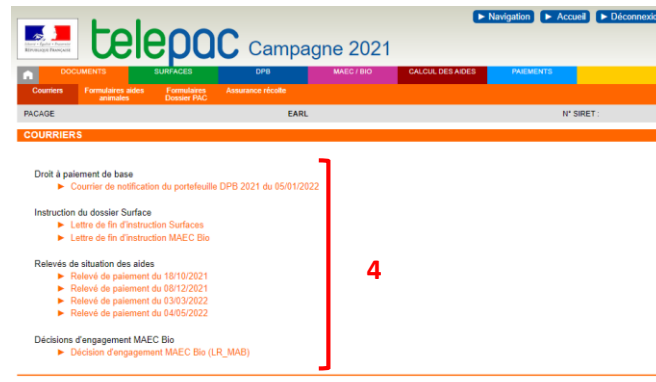 Navigation Accueil Déconnexio
Liberté • Égalité • Fraternité
RÉPUBLIQUE FRANÇAISE
telepac Campagne 2021
DOCUMENTS SURFACES DPB MAEC / BIO CALCUL DES AIDES PAIEMENTS
Courriers Formulaires aides animales Formulaires Dossier PAC Assurance récolte
PACAGE EARL N° SIRET :
COURRIERS
Droit à paiement de base
Courrier de notification du portefeuille DPB 2021 du 05/01/2022
Instruction du dossier Surface
Lettre de fin d'instruction Surfaces
Lettre de fin d'instruction MAEC Bio
Relevés de situation des aides
Relevé de paiement du 18/10/2021
Relevé de paiement du 08/12/2021
Relevé de paiement du 03/03/2022
Relevé de paiement du 04/05/2022
4
Décisions d'engagement MAEC Bio
Décision d'engagement MAEC Bio (LR_MAB)